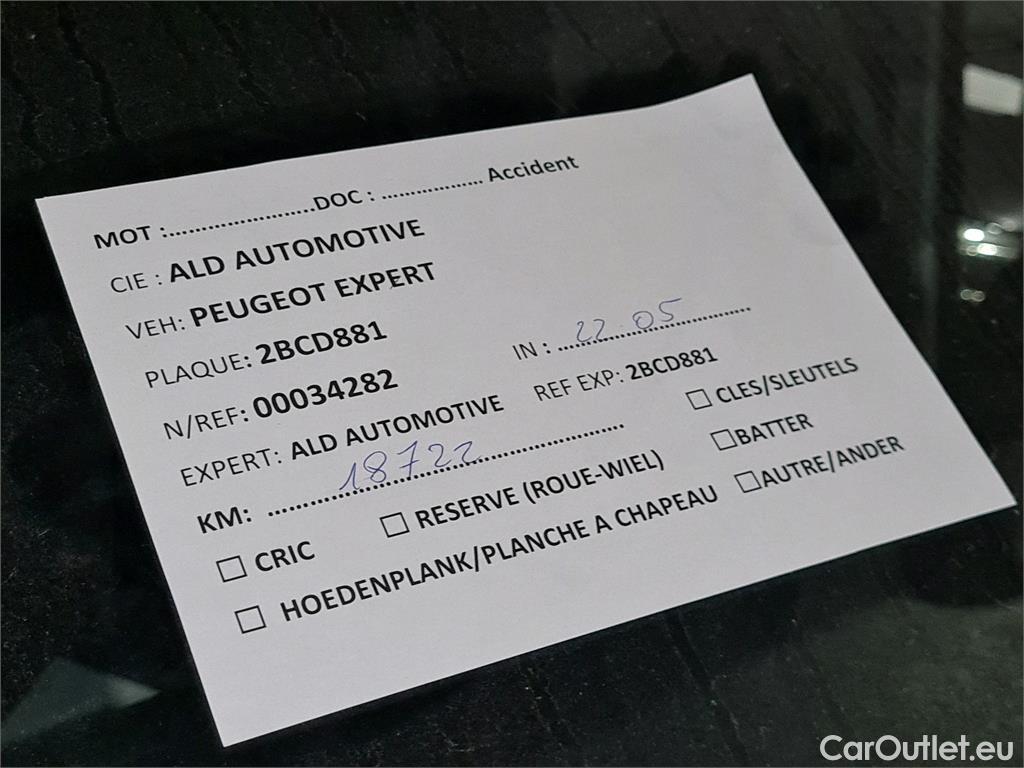 MOT :.......................DOC : .................. Accident
CIE : ALD AUTOMOTIVE
VEH: PEUGEOT EXPERT
PLAQUE: 2BCD881
IN : ..22.05..............
N/REF: 00034282
REF EXP: 2BCD881
EXPERT: ALD AUTOMOTIVE
☐ CLES/SLEUTELS
KM: ..........18722......................
☐BATTER
☐ CRIC ☐ RESERVE (ROUE-WIEL)
☐AUTRE/ANDER
☐ HOEDENPLANK/PLANCHE A CHAPEAU
CarOutlet.eu